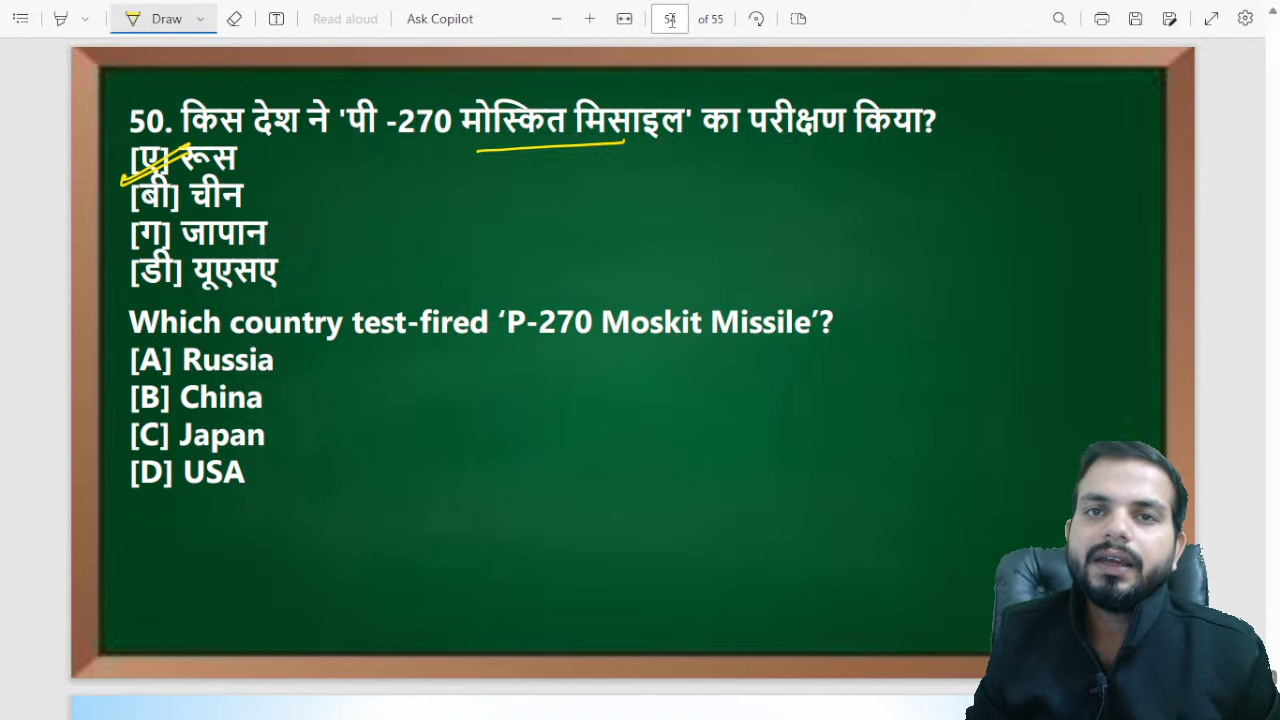 Draw
Read aloud
Ask Copilot
of 55
50. किस देश ने 'पी -270 मोस्कित मिसाइल' का परीक्षण किया?
[ए] रूस
[बी] चीन
[ग] जापान
[डी] यूएसए
Which country test-fired ‘P-270 Moskit Missile’?
[A] Russia
[B] China
[C] Japan
[D] USA